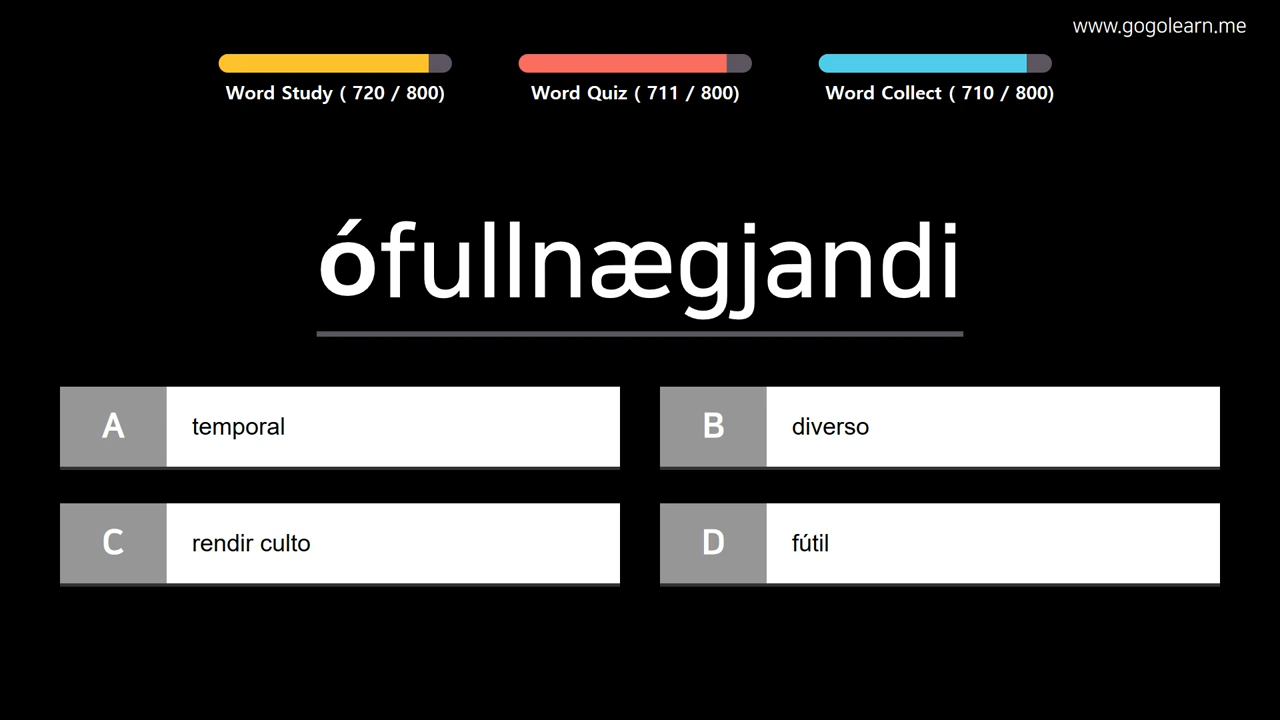 www.gogolearn.me
Word Study ( 720 / 800)
Word Quiz ( 711 / 800)
Word Collect ( 710 / 800)
ófullnægjandi
A temporal
B diverso
C rendir culto
D fútil